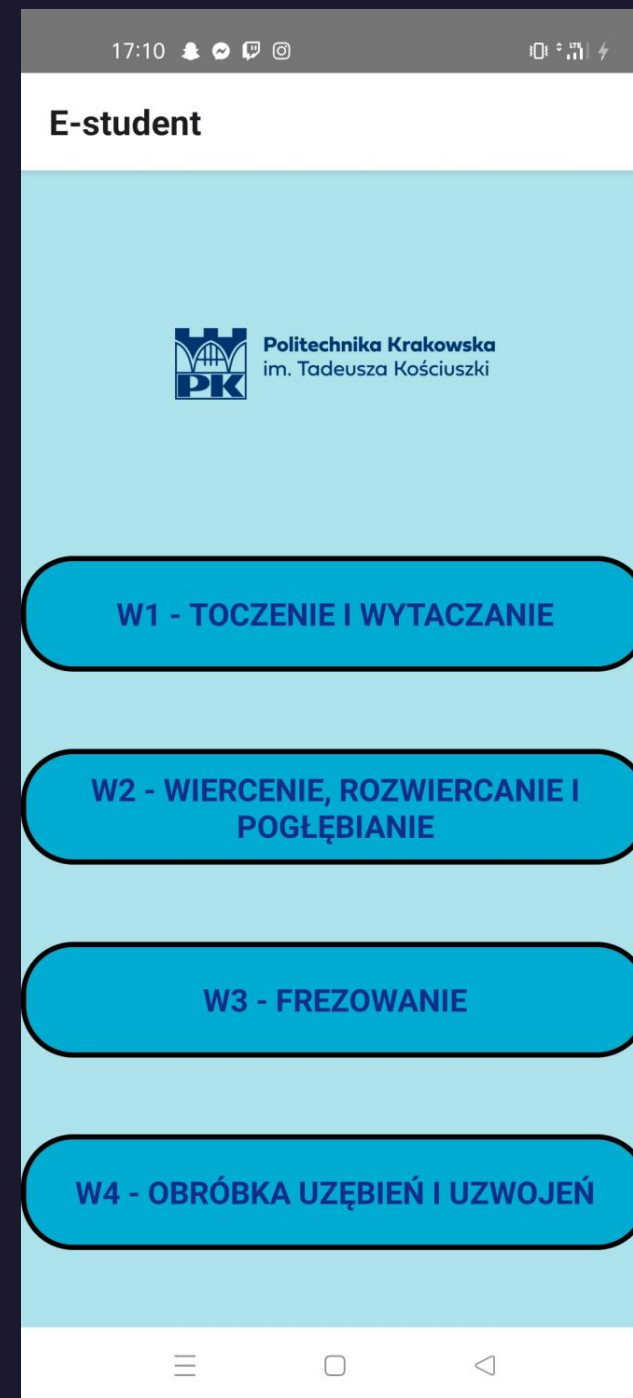 17:10
E-student
PK
Politechnika Krakowska
im. Tadeusza Kościuszki
W1 - TOCZENIE I WYTACZANIE
W2 - WIERCENIE, ROZWIERCANIE I
POGŁĘBIANIE
W3 - FREZOWANIE
W4 - OBRÓBKA UZĘBIEŃ I UZWOJEŃ